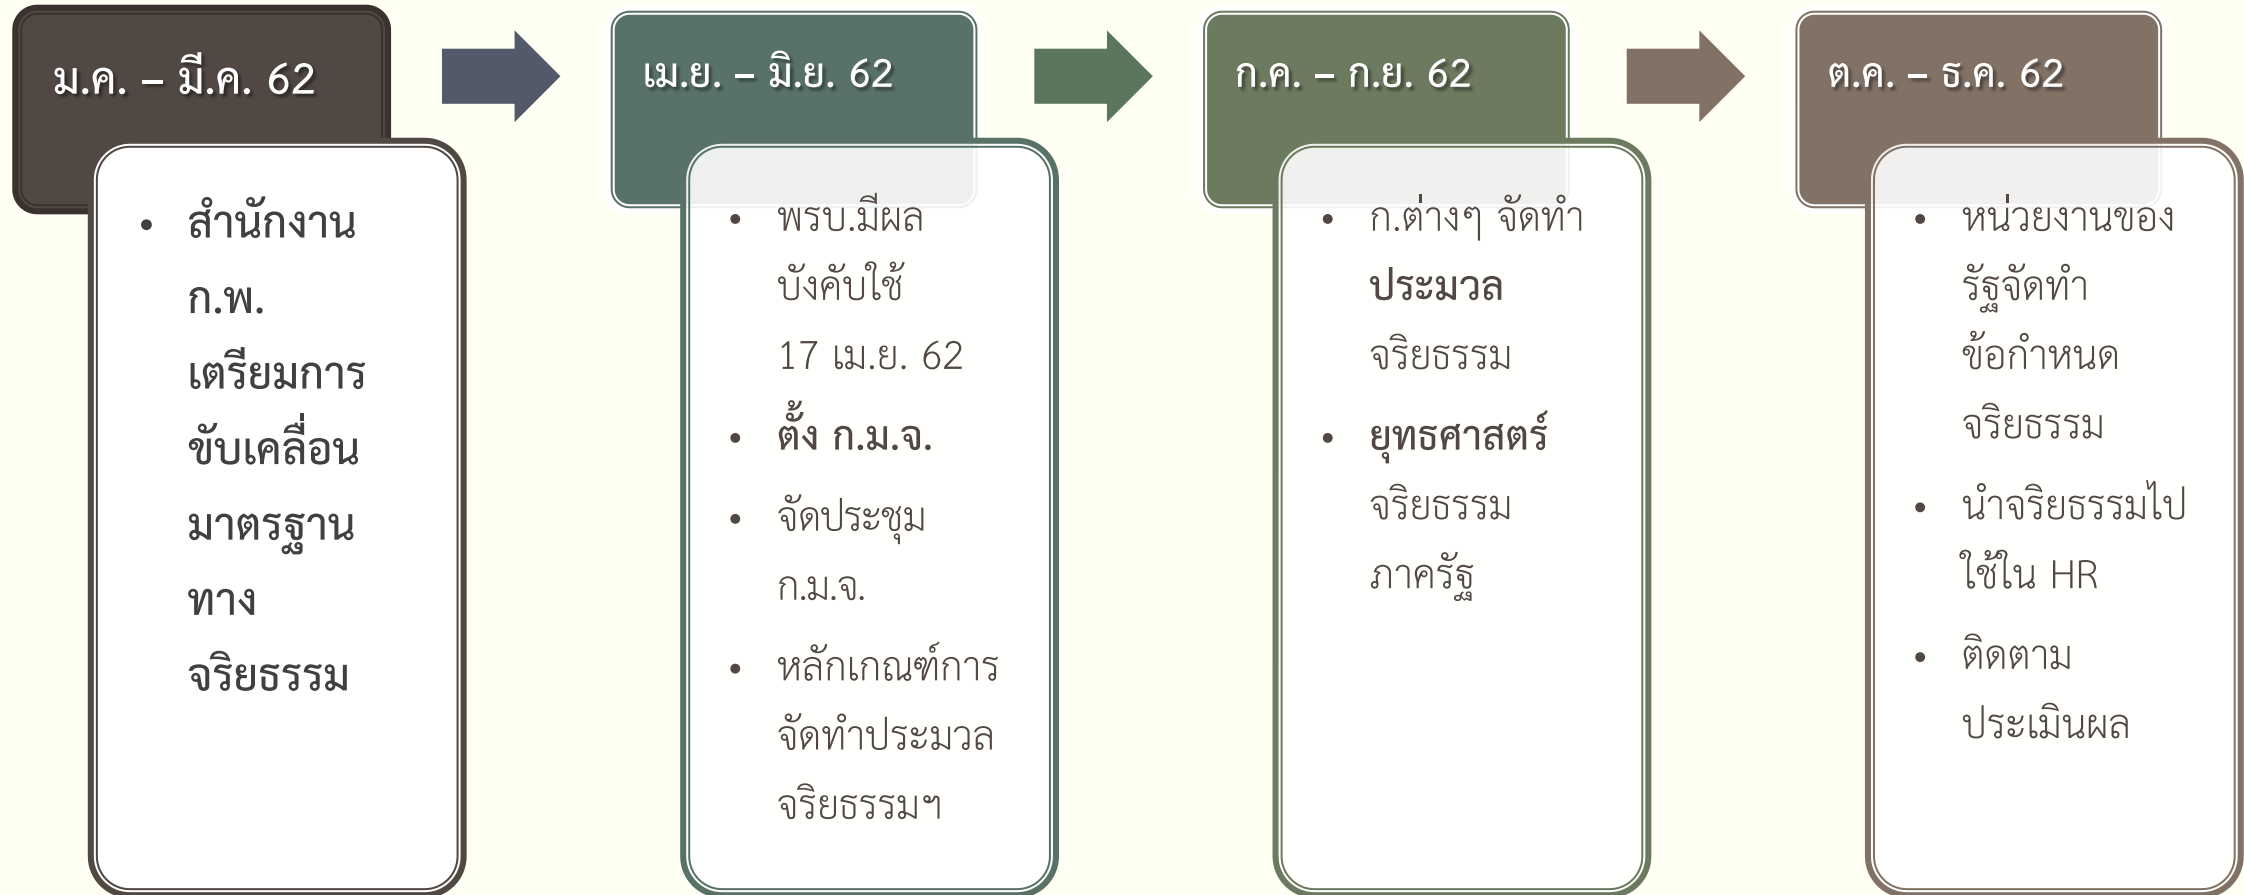 ม.ค. – มี.ค. 62
• สำนักงาน
ก.พ.
เตรียมการ
ขับเคลื่อน
มาตรฐาน
ทาง
จริยธรรม
เม.ย. – มิ.ย. 62
• พรบ.มีผล
บังคับใช้
17 เม.ย. 62
• ตั้ง ก.ม.จ.
• จัดประชุม
ก.ม.จ.
• หลักเกณฑ์การ
จัดทำประมวล
จริยธรรมฯ
ก.ค. – ก.ย. 62
• ก.ต่างๆ จัดทำ
ประมวล
จริยธรรม
• ยุทธศาสตร์
จริยธรรม
ภาครัฐ
ต.ค. – ธ.ค. 62
• หน่วยงานของ
รัฐจัดทำ
ข้อกำหนด
จริยธรรม
• นำจริยธรรมไป
ใช้ใน HR
• ติดตาม
ประเมินผล